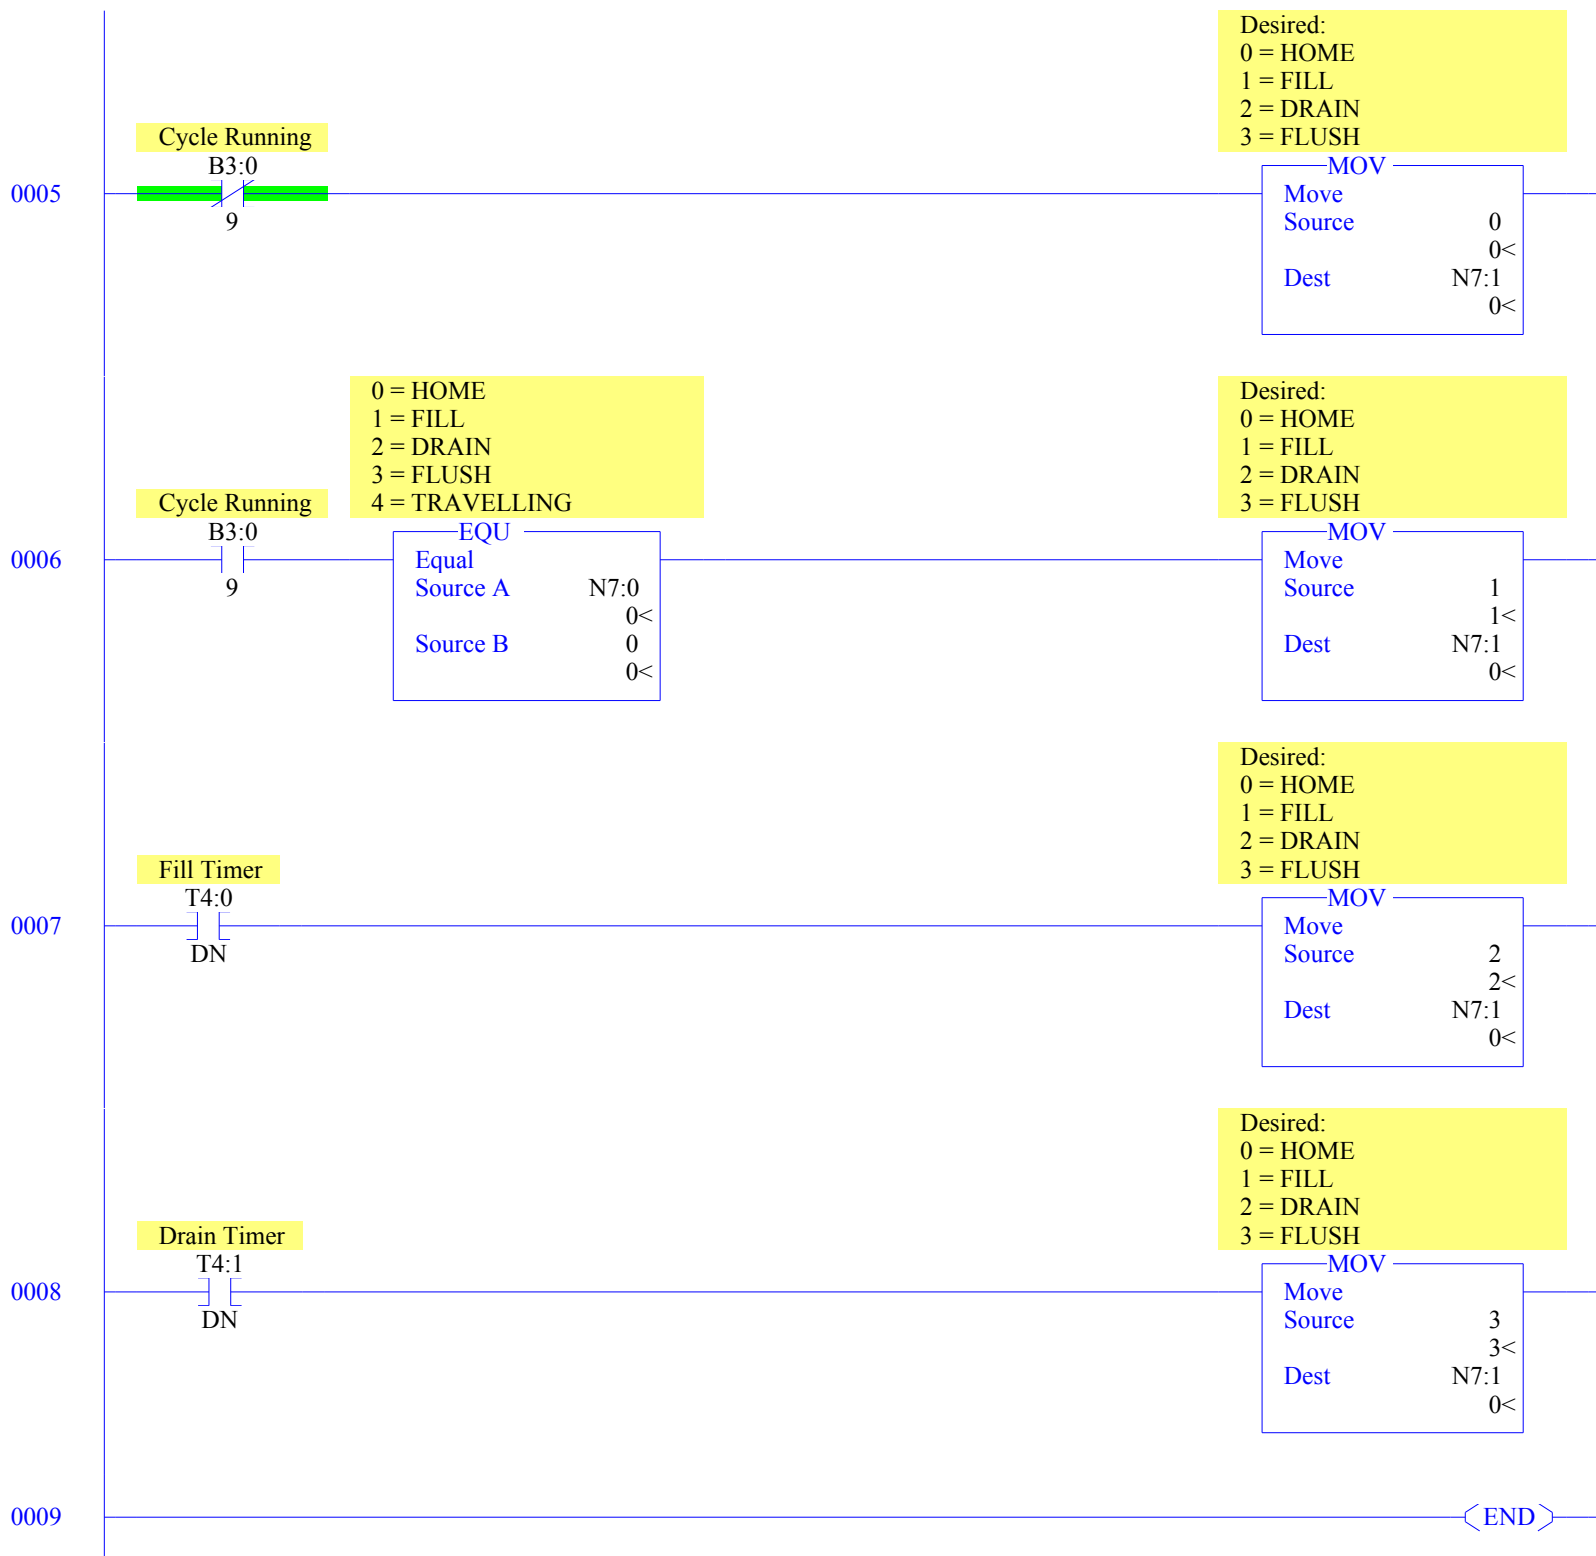 Desired:
0 = HOME
1 = FILL
2 = DRAIN
3 = FLUSH
Cycle Running
B3:0
9
0005
MOV
Move
Source 0
0<
Dest N7:1
0<
0 = HOME
1 = FILL
2 = DRAIN
3 = FLUSH
4 = TRAVELLING
Desired:
0 = HOME
1 = FILL
2 = DRAIN
3 = FLUSH
Cycle Running
B3:0
9
0006
EQU
Equal
Source A N7:0
0<
Source B 0
0<
MOV
Move
Source 1
1<
Dest N7:1
0<
Desired:
0 = HOME
1 = FILL
2 = DRAIN
3 = FLUSH
Fill Timer
T4:0
DN
0007
MOV
Move
Source 2
2<
Dest N7:1
0<
Desired:
0 = HOME
1 = FILL
2 = DRAIN
3 = FLUSH
Drain Timer
T4:1
DN
0008
MOV
Move
Source 3
3<
Dest N7:1
0<
0009
END